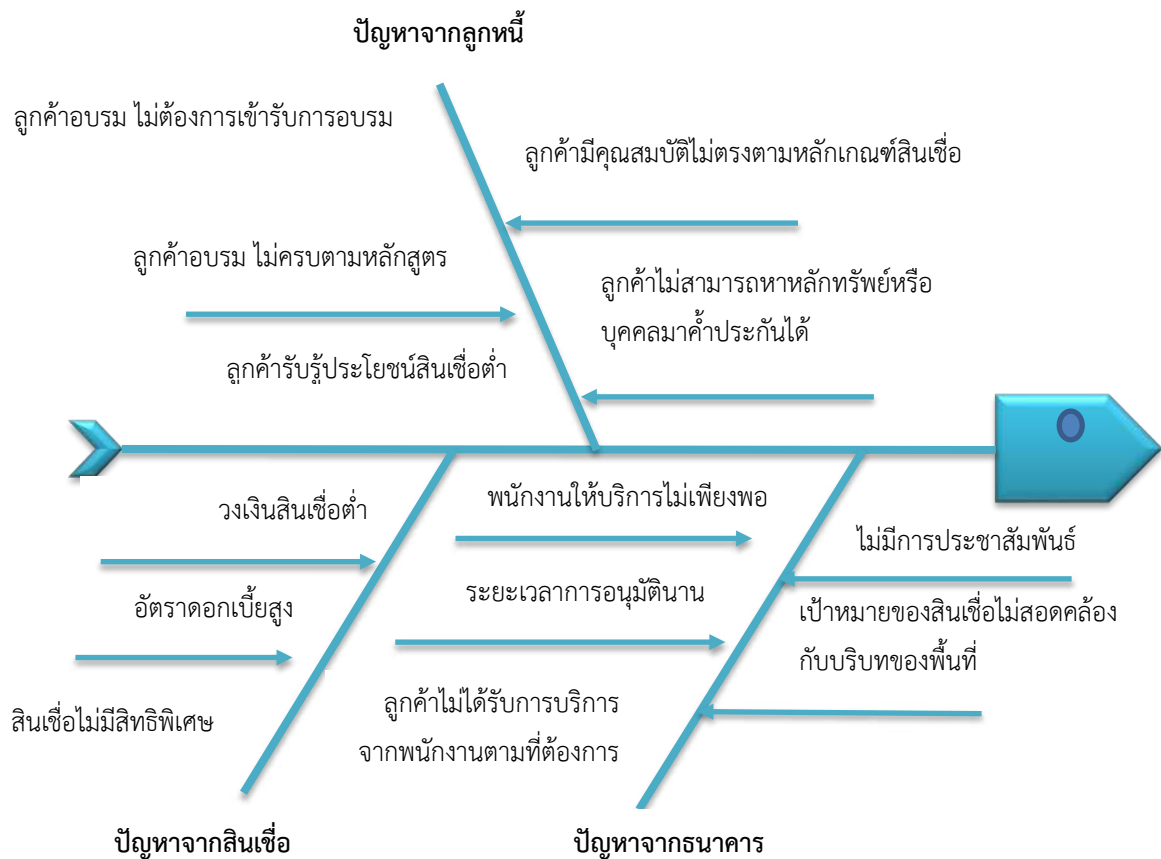 ปัญหาจากลูกหนี้
ลูกค้าอบรม ไม่ต้องการเข้ารับการอบรม
ลูกค้ามีคุณสมบัติไม่ตรงตามหลักเกณฑ์สินเชื่อ
ลูกค้าอบรม ไม่ครบตามหลักสูตร
ลูกค้าไม่สามารถหาหลักทรัพย์หรือ
บุคคลมาค้ำประกันได้
ลูกค้ารับรู้ประโยชน์สินเชื่อต่ำ
วงเงินสินเชื่อต่ำ
อัตราดอกเบี้ยสูง
สินเชื่อไม่มีสิทธิพิเศษ
พนักงานให้บริการไม่เพียงพอ
ระยะเวลาการอนุมัตินาน
ลูกค้าไม่ได้รับการบริการ
จากพนักงานตามที่ต้องการ
ไม่มีการประชาสัมพันธ์
เป้าหมายของสินเชื่อไม่สอดคล้อง
กับบริบทของพื้นที่
ปัญหาจากสินเชื่อ
ปัญหาจากธนาคาร